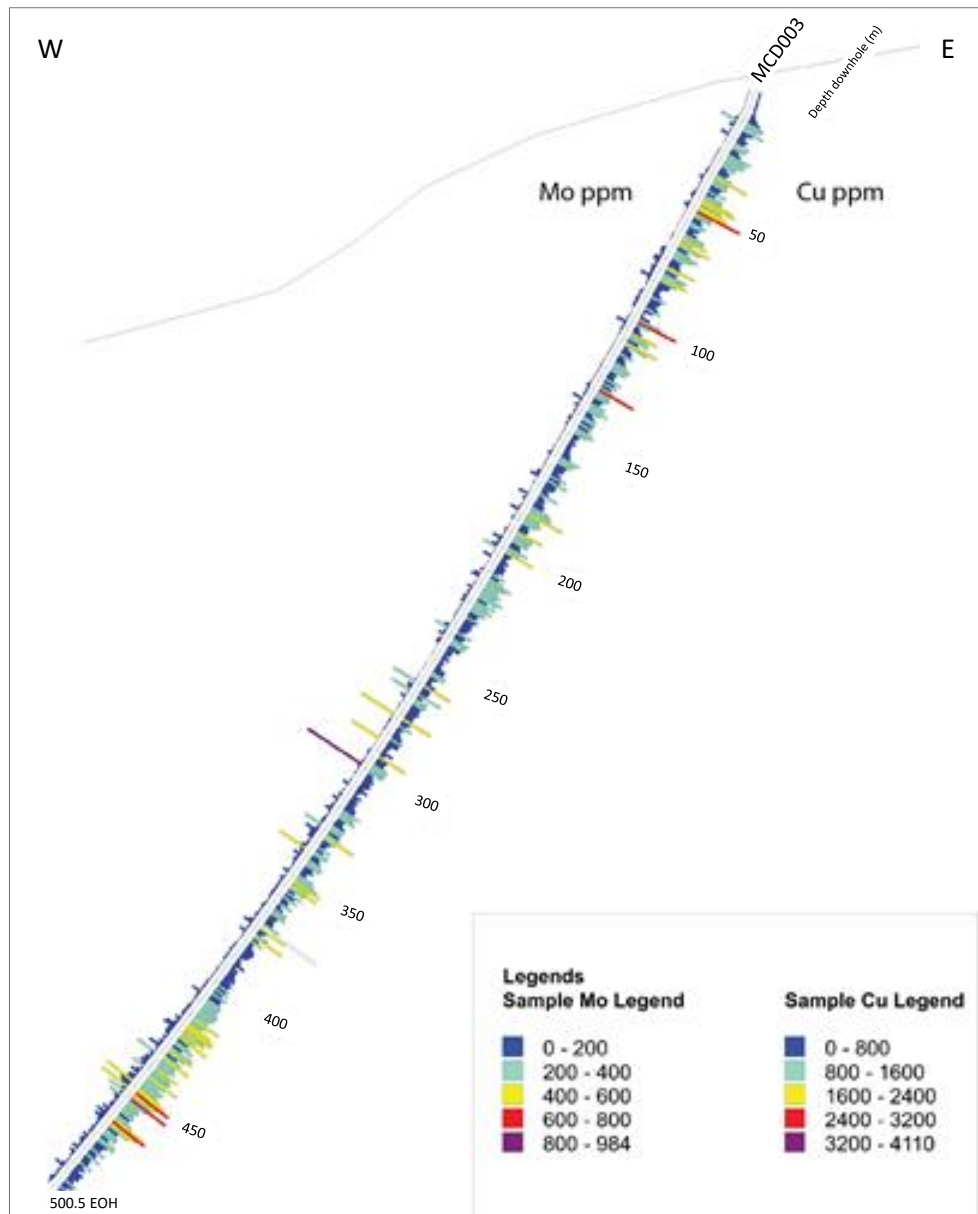 W
E
MCD003
Depth downhole (m)
Mo ppm
Cu ppm
50
100
150
200
250
300
350
400
450
500.5 EOH
Legends
Sample Mo Legend
0 - 200
200 - 400
400 - 600
600 - 800
800 - 984
Sample Cu Legend
0 - 800
800 - 1600
1600 - 2400
2400 - 3200
3200 - 4110